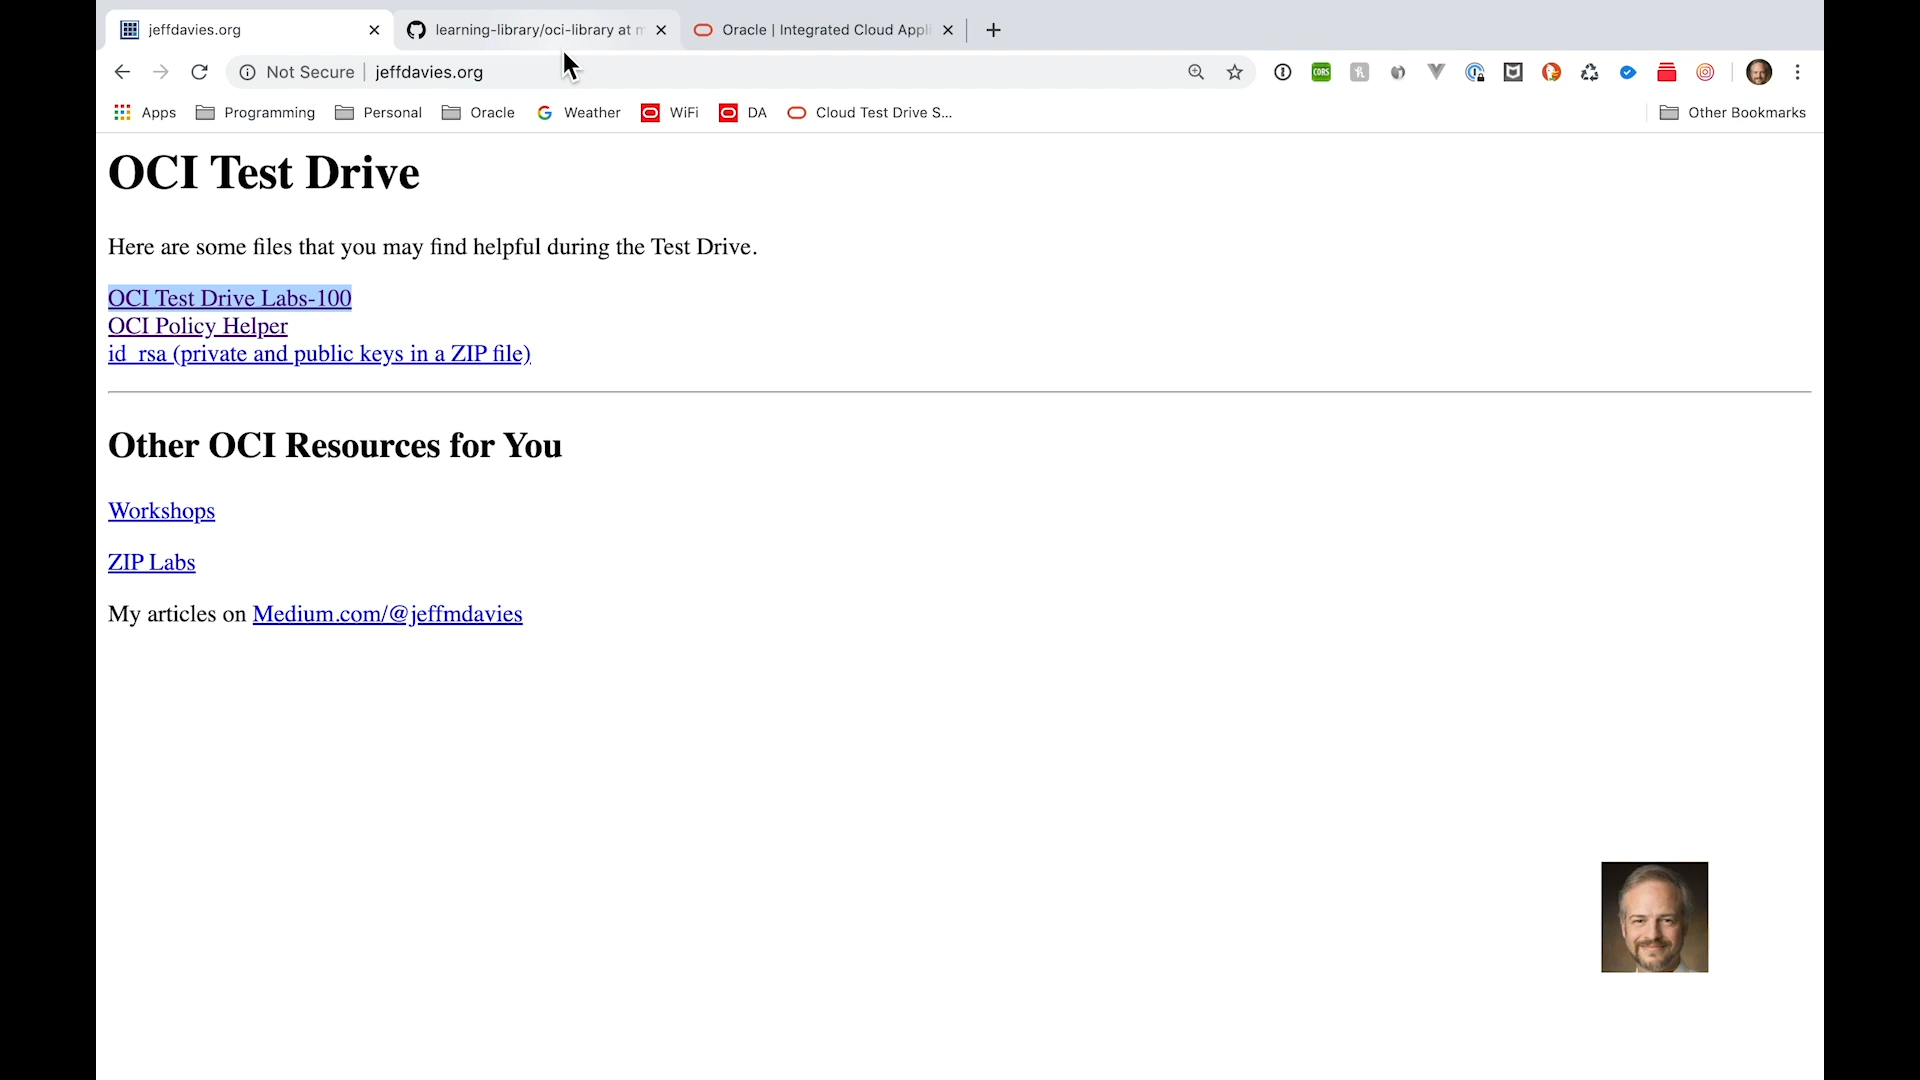 jeffdavies.org
learning-library/oci-library at m
Oracle | Integrated Cloud Appli
Not Secure | jeffdavies.org
CORS
Apps Programming Personal Oracle Weather WiFi DA Cloud Test Drive S... Other Bookmarks
OCI Test Drive
Here are some files that you may find helpful during the Test Drive.
OCI Test Drive Labs-100
OCI Policy Helper
id_rsa (private and public keys in a ZIP file)
Other OCI Resources for You
Workshops
ZIP Labs
My articles on Medium.com/@jeffmdavies